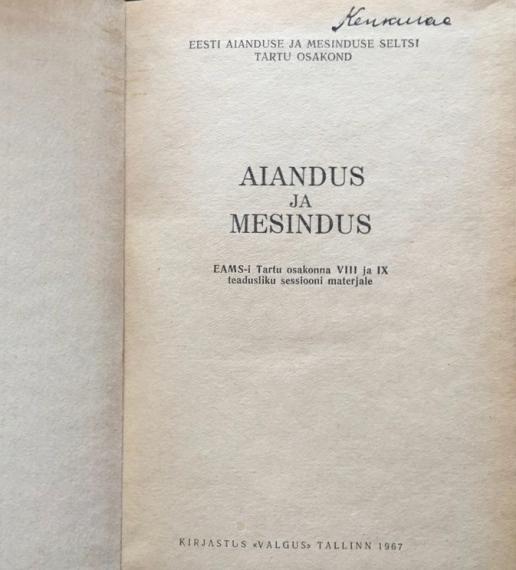 EESTI AIANDUSE JA MESINDUSE SELTSI
TARTU OSAKOND
AIANDUS
JA
MESINDUS
EAMS-i Tartu osakonna VIII ja IX
teadusliku sessiooni materjale
KIRJASTUS «VALGUS» TALLINN 1967